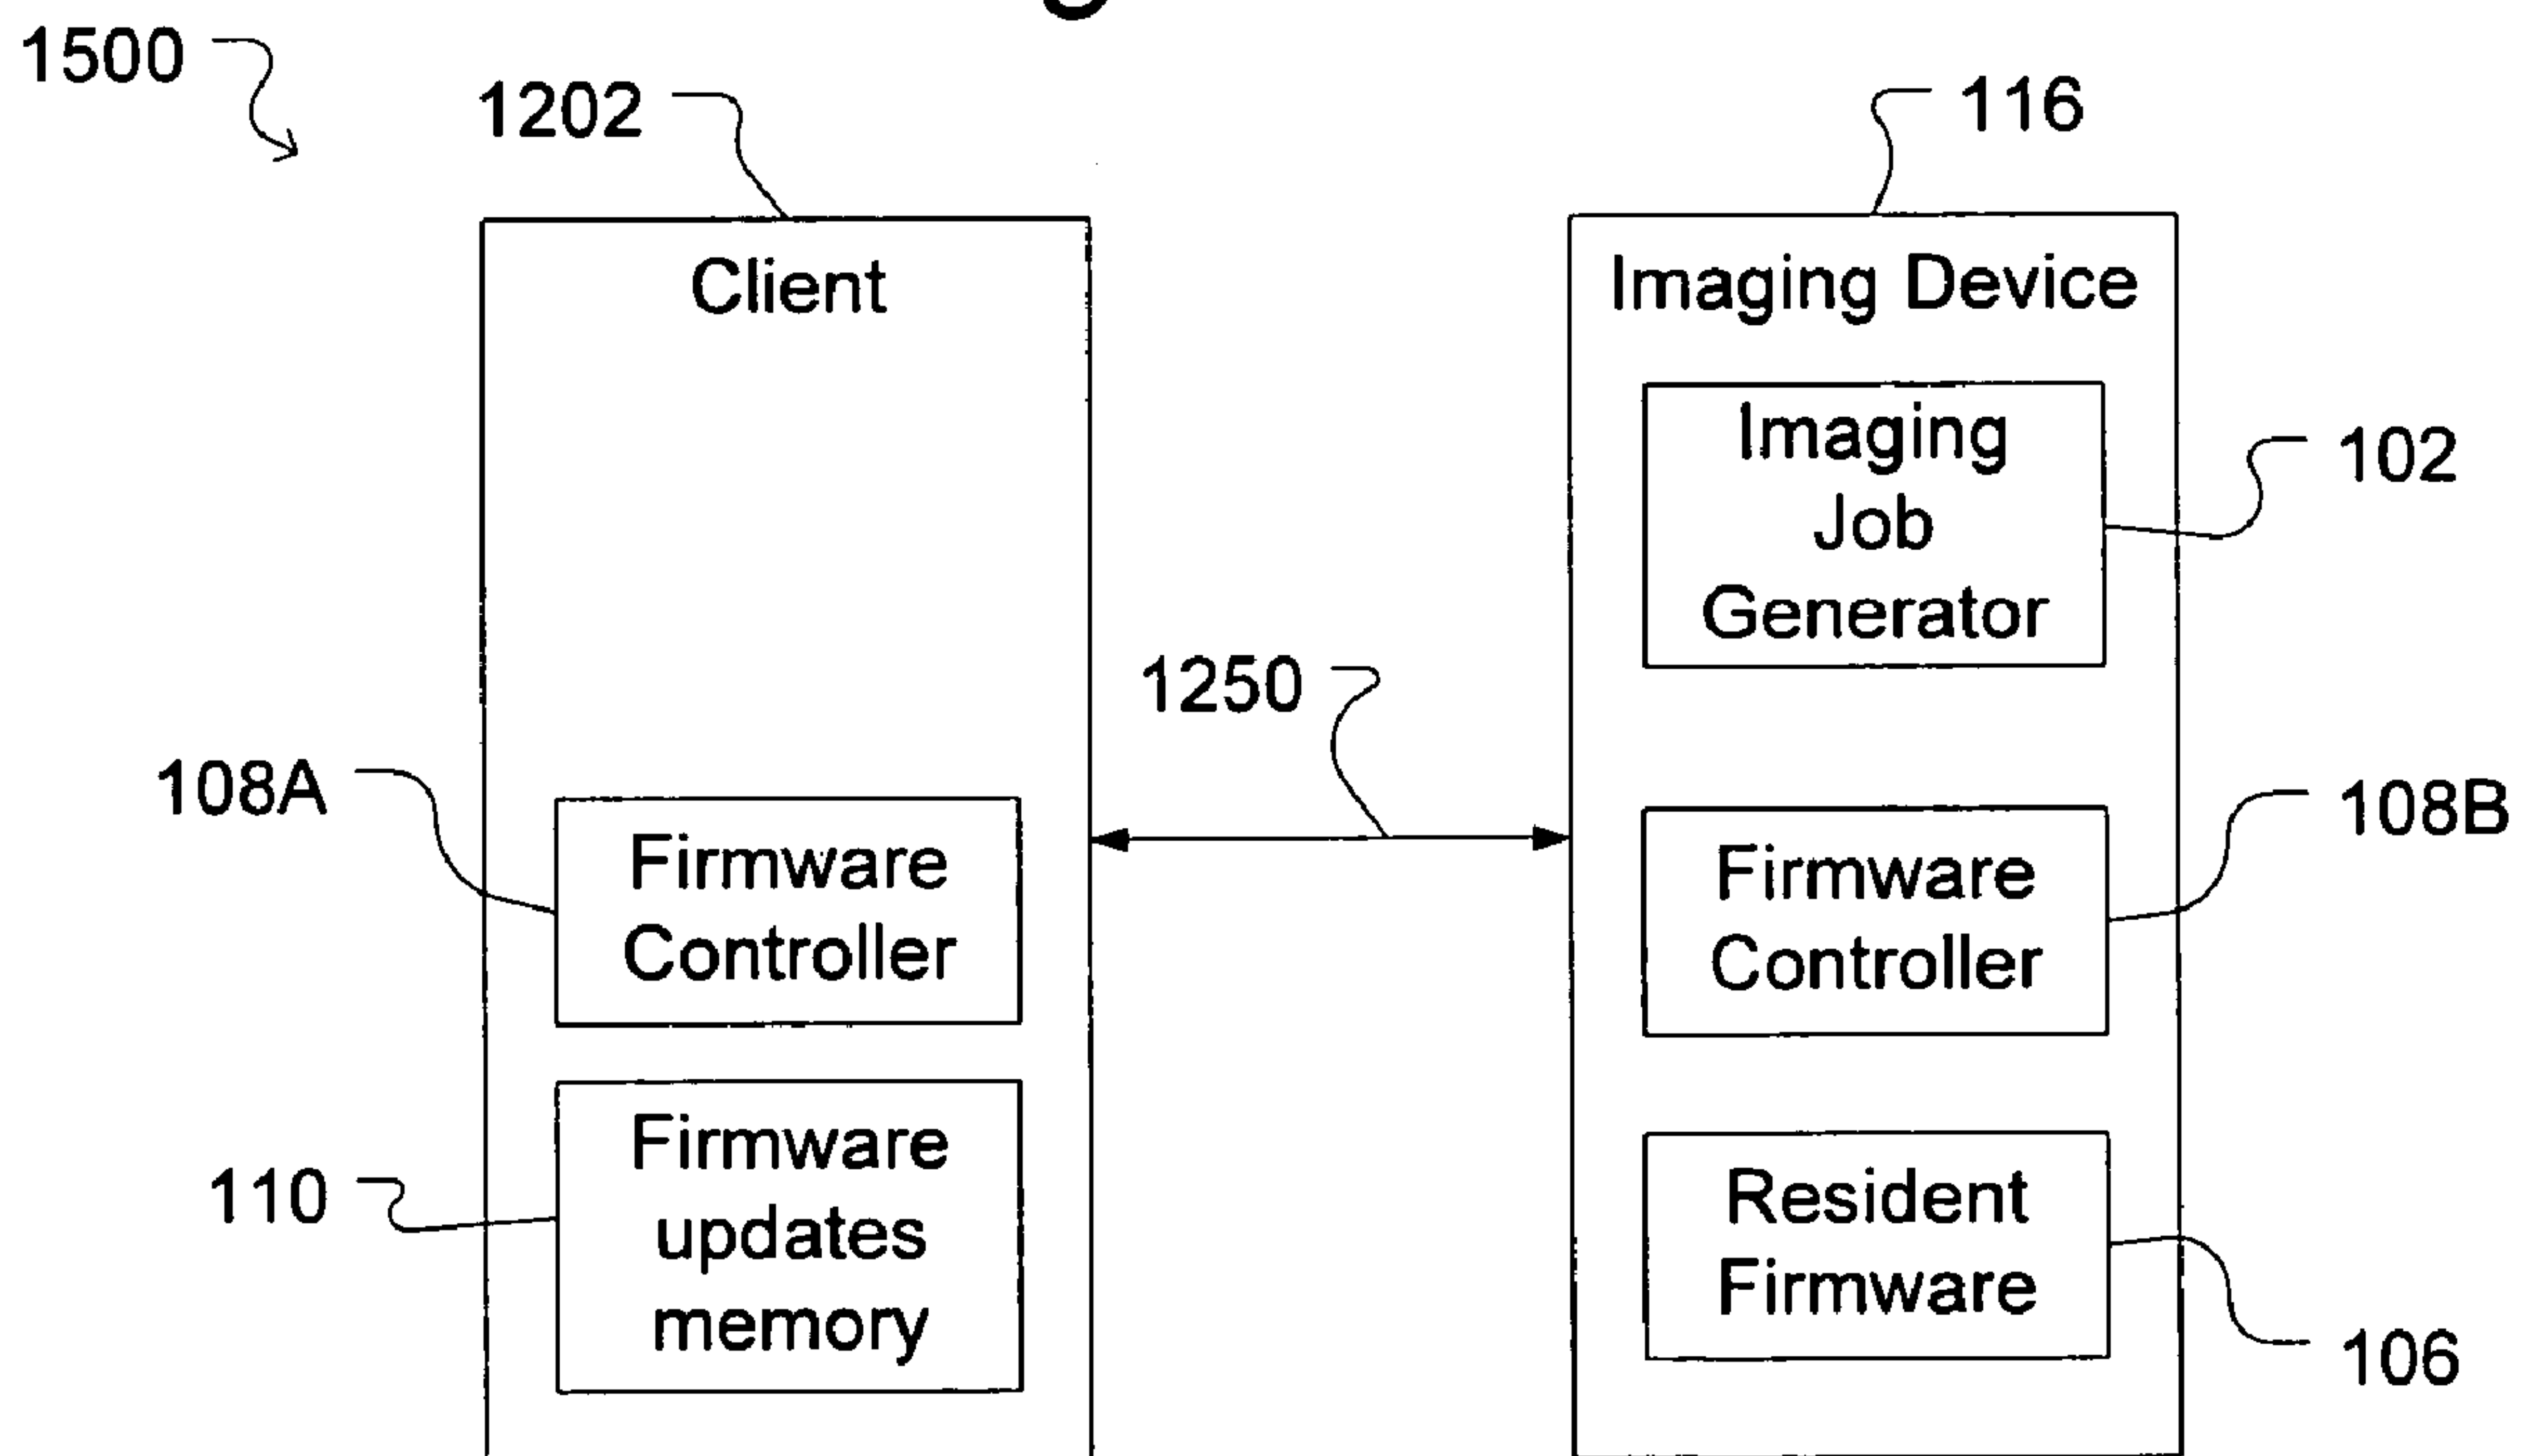 1500
1202
116
Client
Imaging Device
Imaging
Job
Generator
102
1250
108A
Firmware
Controller
108B
Firmware
Controller
110
Firmware
updates
memory
Resident
Firmware
106